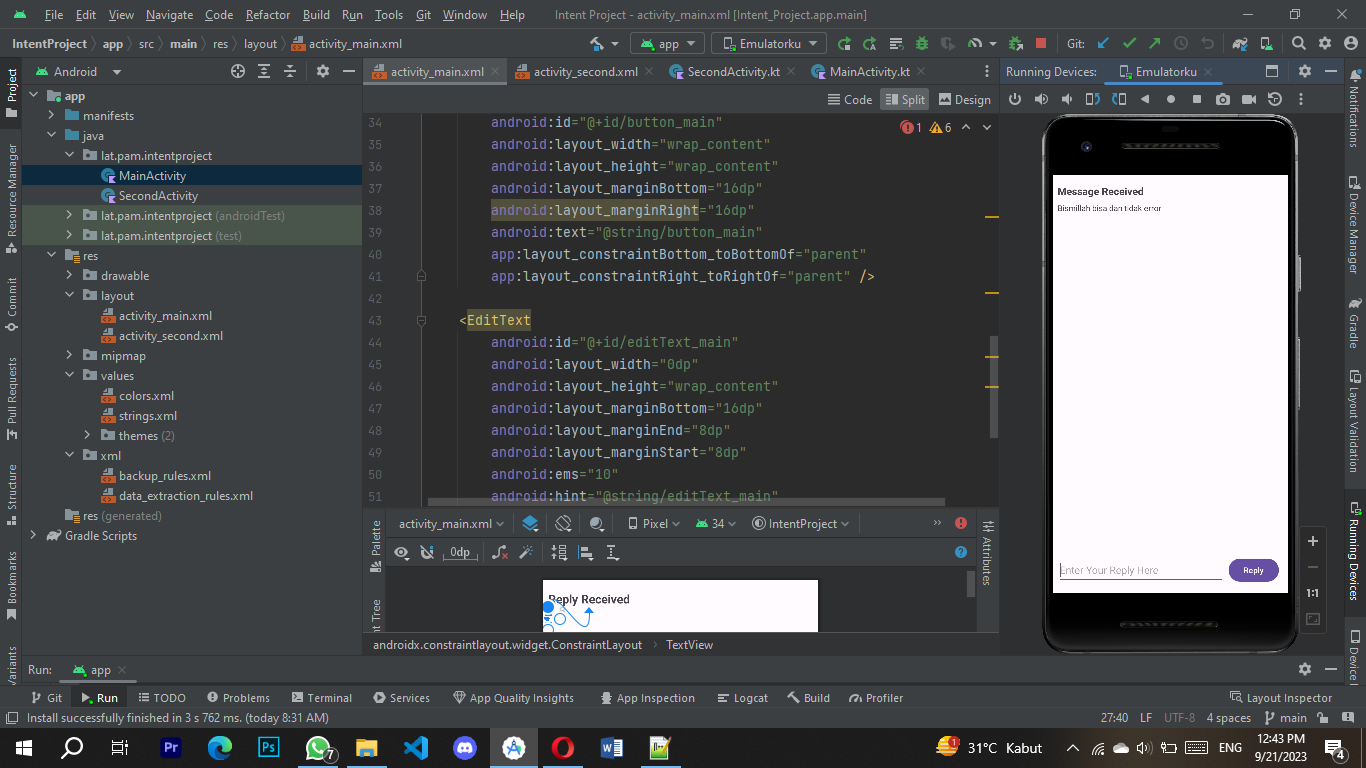 File Edit View Navigate Code Refactor Build Run Tools Git Window Help Intent Project - activity_main.xml [Intent_Project.app.main]
IntentProject app src main res layout activity_main.xml app Emulatorku Git:
Project
Resource Manager
Commit
Pull Requests
Structure
Bookmarks
Variants
Android
app
manifests
java
lat.pam.intentproject
MainActivity
SecondActivity
lat.pam.intentproject (androidTest)
lat.pam.intentproject (test)
res
drawable
layout
activity_main.xml
activity_second.xml
mipmap
values
colors.xml
strings.xml
themes (2)
xml
backup_rules.xml
data_extraction_rules.xml
res (generated)
Gradle Scripts
activity_main.xml activity_second.xml SecondActivity.kt MainActivity.kt
Code Split Design
1 6
34 android:id="@+id/button_main"
35 android:layout_width="wrap_content"
36 android:layout_height="wrap_content"
37 android:layout_marginBottom="16dp"
38 android:layout_marginRight="16dp"
39 android:text="@string/button_main"
40 app:layout_constraintBottom_toBottomOf="parent"
41 app:layout_constraintRight_toRightOf="parent" />
42
43 <EditText
44 android:id="@+id/editText_main"
45 android:layout_width="0dp"
46 android:layout_height="wrap_content"
47 android:layout_marginBottom="16dp"
48 android:layout_marginEnd="8dp"
49 android:layout_marginStart="8dp"
50 android:ems="10"
51 android:hint="@string/editText_main"
Palette
nt Tree
activity_main.xml Pixel 34 IntentProject
0dp
Reply Received
Attributes
androidx.constraintlayout.widget.ConstraintLayout TextView
Running Devices: Emulatorku
Message Received
Bismillah bisa dan tidak error
Enter Your Reply Here Reply
1:1
Notifications
Device Manager
Gradle
Layout Validation
Running Devices
Run: app
Git Run TODO Problems Terminal Services App Quality Insights App Inspection Logcat Build Profiler Layout Inspector
Install successfully finished in 3 s 762 ms. (today 8:31 AM) 27:40 LF UTF-8 4 spaces main
Pr Ps 7 W 1 31°C Kabut ENG 12:43 PM 9/21/2023 4